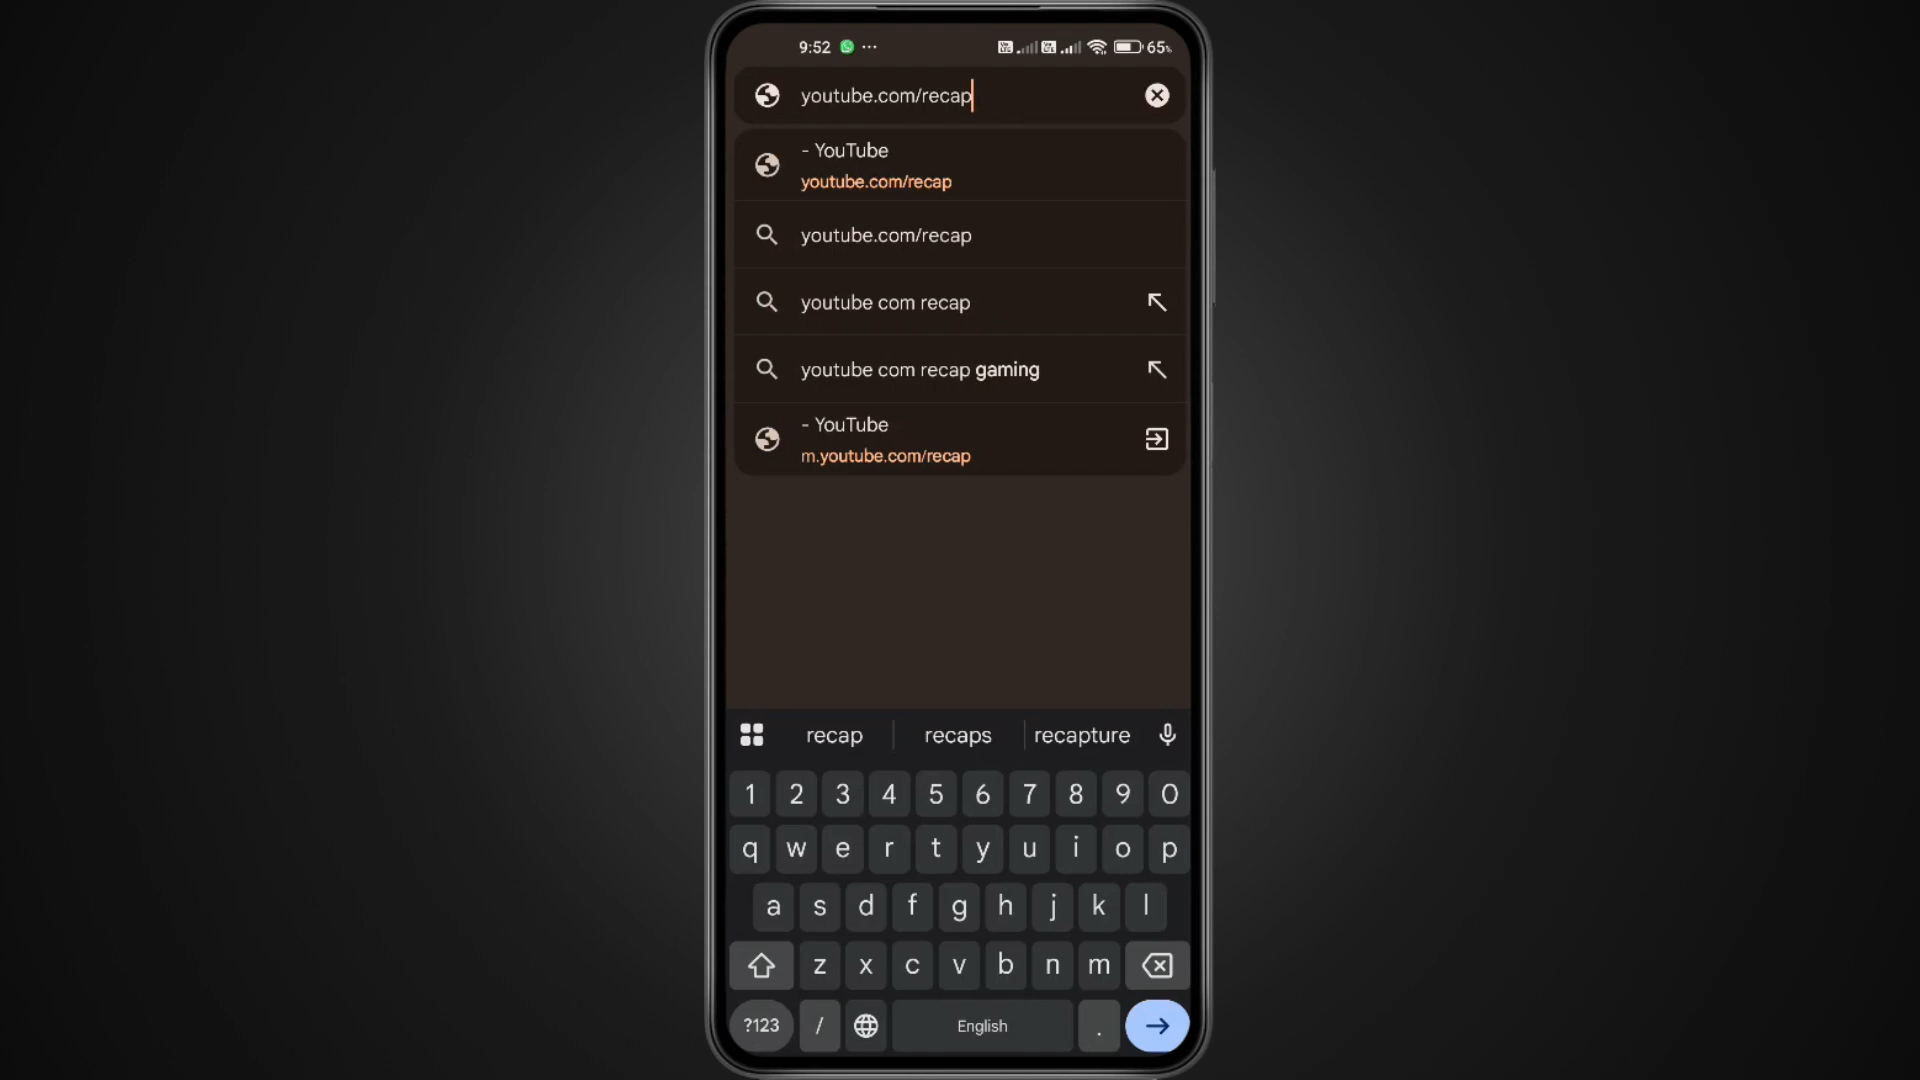 9:52 ... 65%
youtube.com/recap
- YouTube
youtube.com/recap
youtube.com/recap
youtube com recap
youtube com recap gaming
- YouTube
m.youtube.com/recap
recap recaps recapture
1 2 3 4 5 6 7 8 9 0
q w e r t y u i o p
a s d f g h j k l
z x c v b n m
?123 / English .